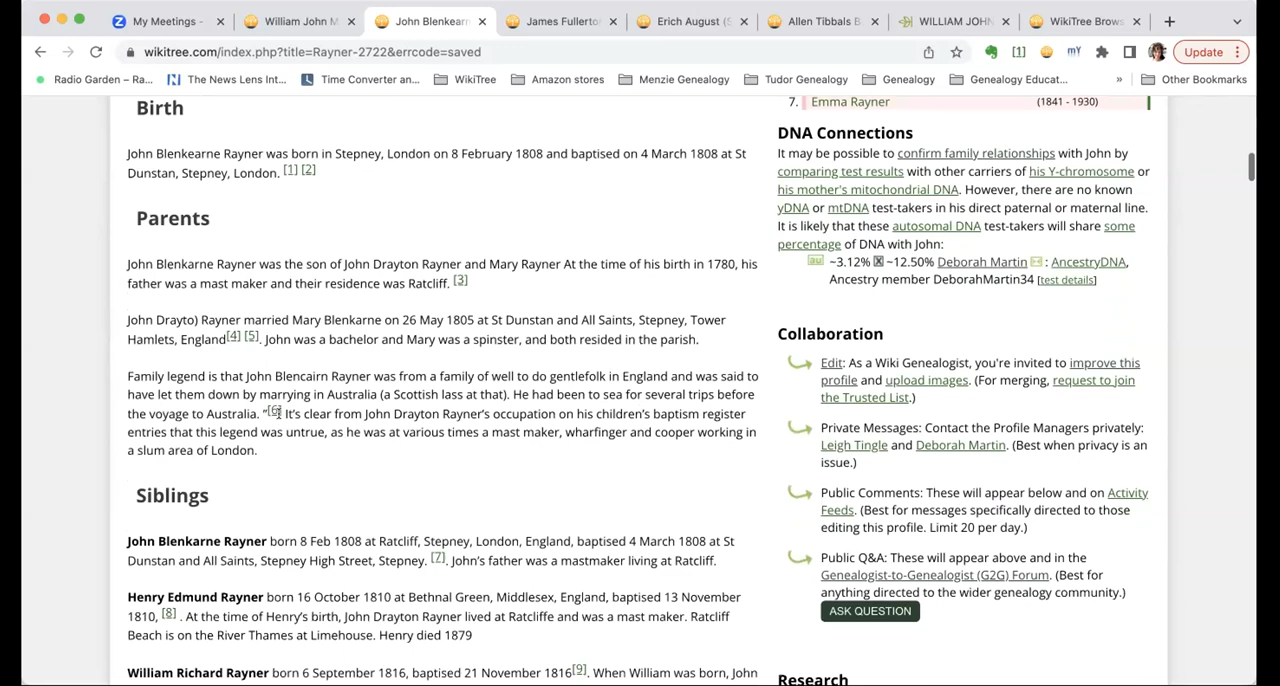 My Meetings -
William John M
John Blenkearn
James Fullerton
Erich August (S
Allen Tibbals B
WILLIAM JOHN
WikiTree Brows
wikitree.com/index.php?title=Rayner-2722&errcode=saved
Update
Radio Garden – Ra...
The News Lens Int...
Time Converter an...
WikiTree
Amazon stores
Menzie Genealogy
Tudor Genealogy
Genealogy
Genealogy Educat...
»
Other Bookmarks
Birth
John Blenkearne Rayner was born in Stepney, London on 8 February 1808 and baptised on 4 March 1808 at St
Dunstan, Stepney, London. [1] [2]
Parents
John Blenkarne Rayner was the son of John Drayton Rayner and Mary Rayner At the time of his birth in 1780, his
father was a mast maker and their residence was Ratcliff. [3]
John Drayto) Rayner married Mary Blenkarne on 26 May 1805 at St Dunstan and All Saints, Stepney, Tower
Hamlets, England[4] [5]. John was a bachelor and Mary was a spinster, and both resided in the parish.
Family legend is that John Blencairn Rayner was from a family of well to do gentlefolk in England and was said to
have let them down by marrying in Australia (a Scottish lass at that). He had been to sea for several trips before
the voyage to Australia. "[6] It's clear from John Drayton Rayner's occupation on his children's baptism register
entries that this legend was untrue, as he was at various times a mast maker, wharfinger and cooper working in
a slum area of London.
Siblings
John Blenkarne Rayner born 8 Feb 1808 at Ratcliff, Stepney, London, England, baptised 4 March 1808 at St
Dunstan and All Saints, Stepney High Street, Stepney. [7]. John's father was a mastmaker living at Ratcliff.
Henry Edmund Rayner born 16 October 1810 at Bethnal Green, Middlesex, England, baptised 13 November
1810, [8] . At the time of Henry's birth, John Drayton Rayner lived at Ratcliffe and was a mast maker. Ratcliff
Beach is on the River Thames at Limehouse. Henry died 1879
William Richard Rayner born 6 September 1816, baptised 21 November 1816[9]. When William was born, John
7. Emma Rayner (1841 - 1930)
DNA Connections
It may be possible to confirm family relationships with John by
comparing test results with other carriers of his Y-chromosome or
his mother's mitochondrial DNA. However, there are no known
yDNA or mtDNA test-takers in his direct paternal or maternal line.
It is likely that these autosomal DNA test-takers will share some
percentage of DNA with John:
au ~3.12% X ~12.50% Deborah Martin : AncestryDNA,
Ancestry member DeborahMartin34 [test details]
Collaboration
Edit: As a Wiki Genealogist, you're invited to improve this
profile and upload images. (For merging, request to join
the Trusted List.)
Private Messages: Contact the Profile Managers privately:
Leigh Tingle and Deborah Martin. (Best when privacy is an
issue.)
Public Comments: These will appear below and on Activity
Feeds. (Best for messages specifically directed to those
editing this profile. Limit 20 per day.)
Public Q&A: These will appear above and in the
Genealogist-to-Genealogist (G2G) Forum. (Best for
anything directed to the wider genealogy community.)
ASK QUESTION
Research